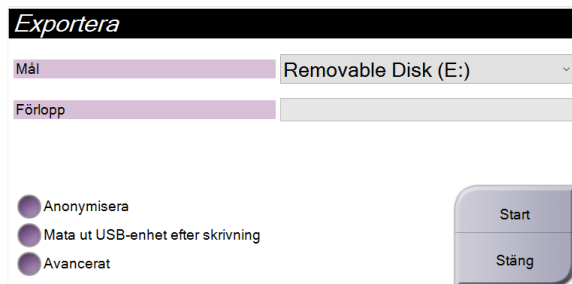 Exportera
Mål
Removable Disk (E:)
Förlopp
Anonymisera
Mata ut USB-enhet efter skrivning
Avancerat
Start
Stäng